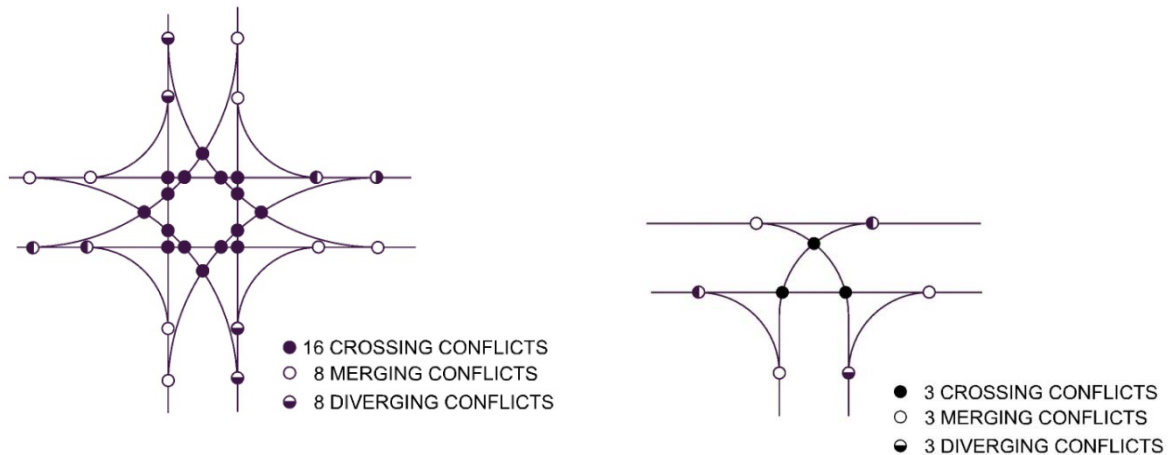 16 CROSSING CONFLICTS
8 MERGING CONFLICTS
8 DIVERGING CONFLICTS
3 CROSSING CONFLICTS
3 MERGING CONFLICTS
3 DIVERGING CONFLICTS